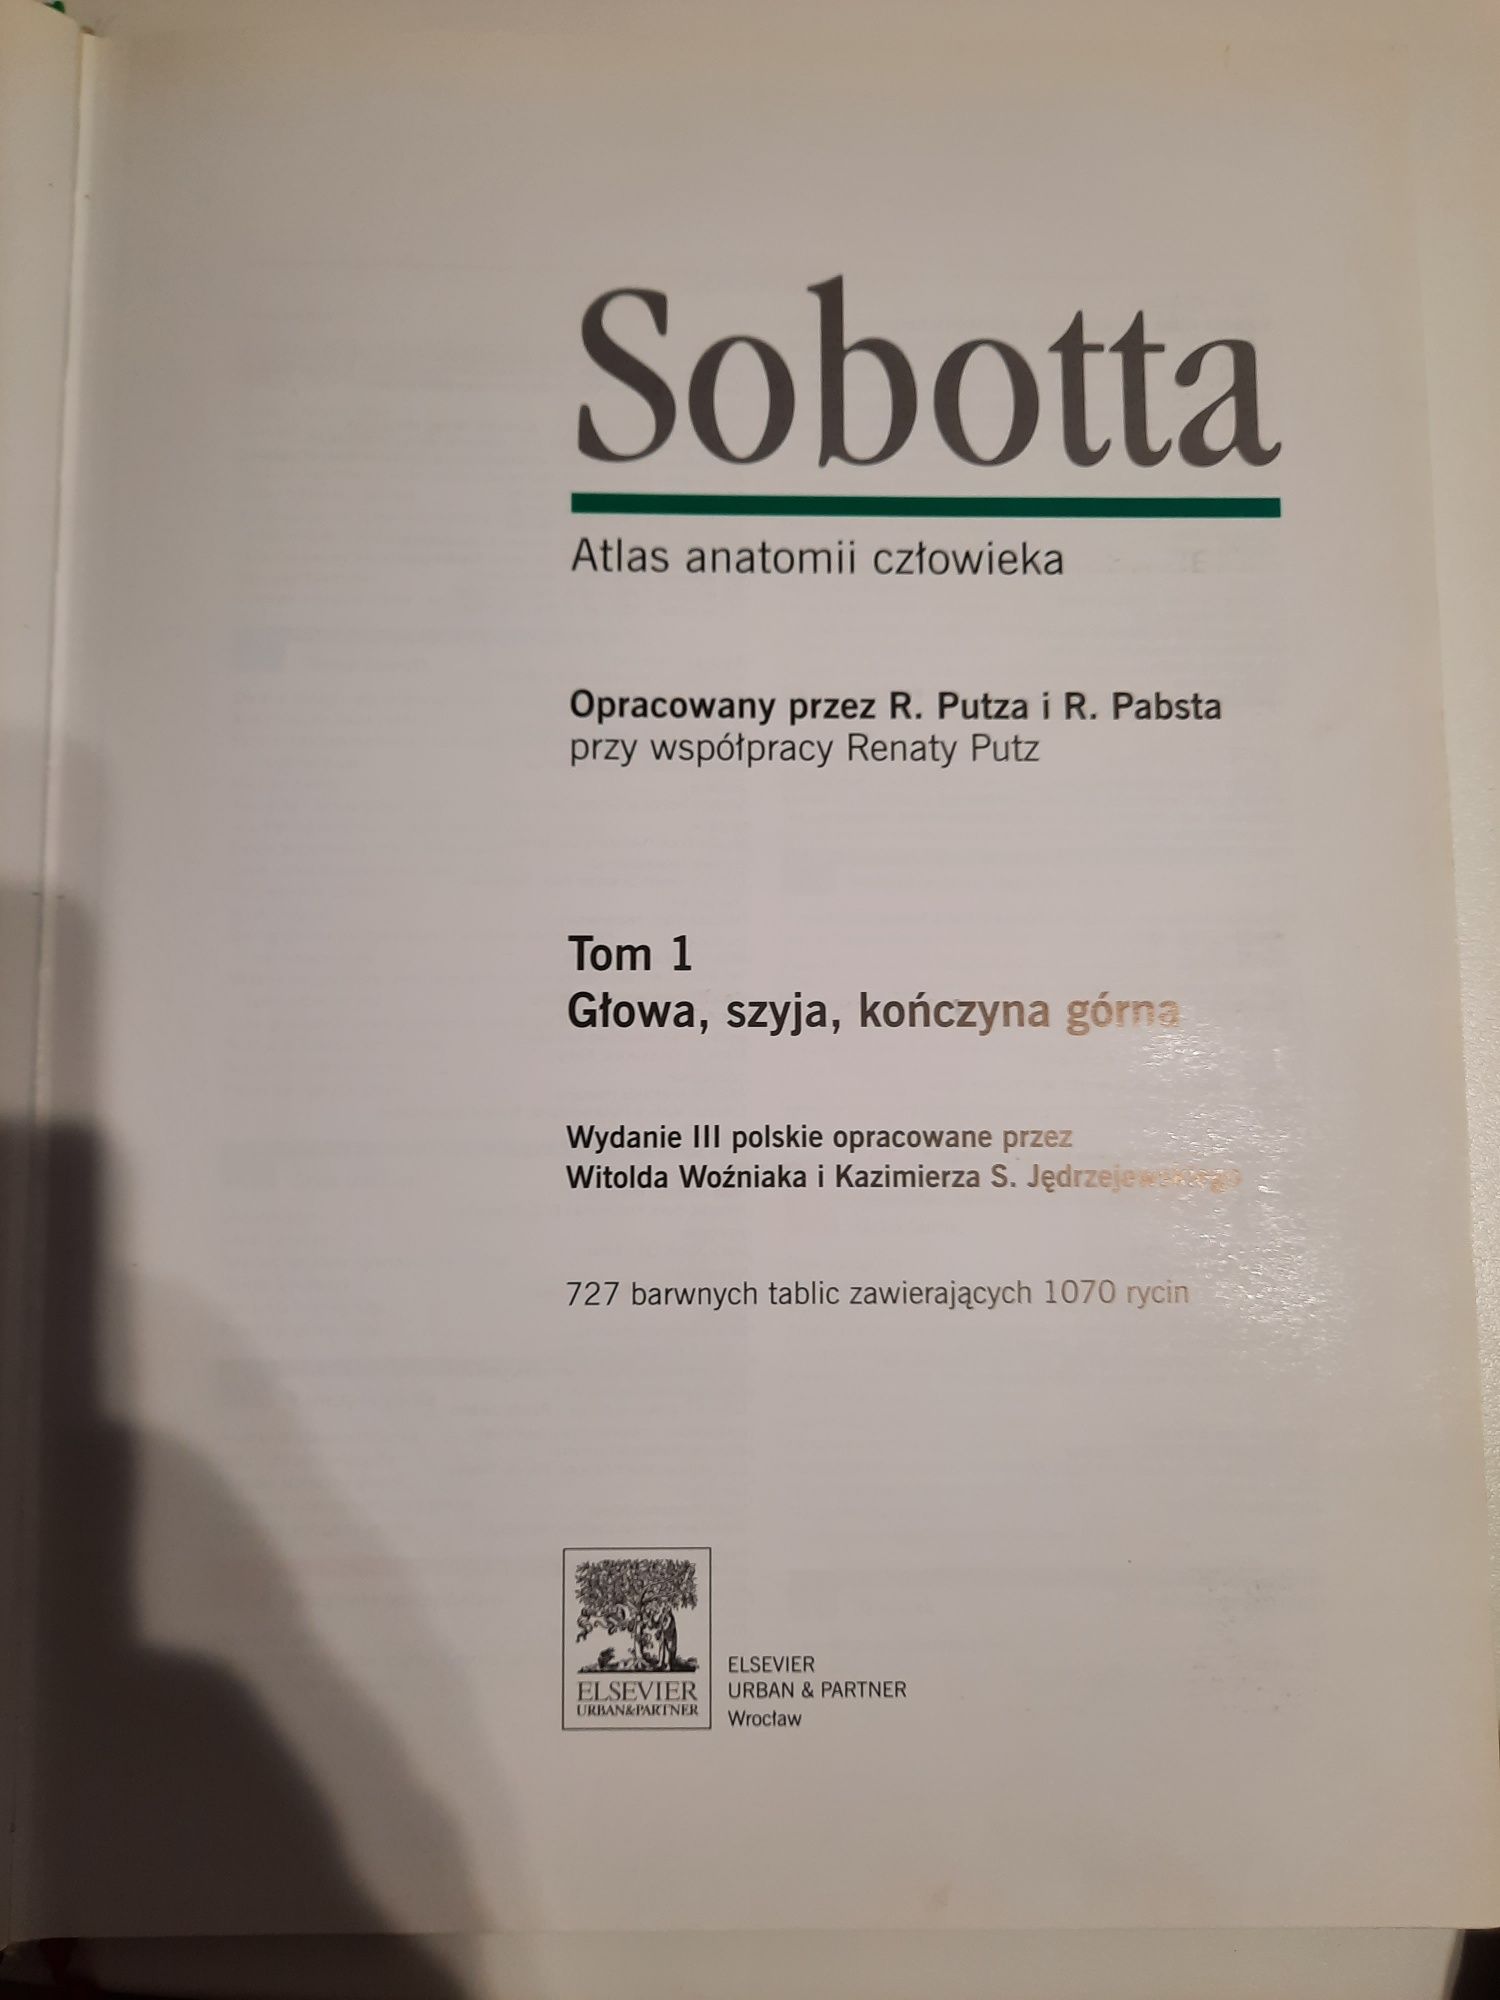 Sobotta
Atlas anatomii człowieka
Opracowany przez R. Putza i R. Pabsta
przy współpracy Renaty Putz
Tom 1
Głowa, szyja, kończyna górna
Wydanie III polskie opracowane przez
Witolda Woźniaka i Kazimierza S. Jędrzejewskiego
727 barwnych tablic zawierających 1070 rycin
ELSEVIER
URBAN&PARTNER
ELSEVIER
URBAN & PARTNER
Wrocław